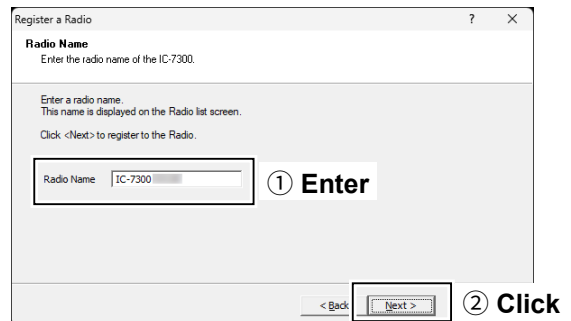 Register a Radio
? ×
Radio Name
Enter the radio name of the IC-7300.
Enter a radio name.
This name is displayed on the Radio list screen.
Click <Next> to register to the Radio.
Radio Name IC-7300
① Enter
< Back Next >
② Click